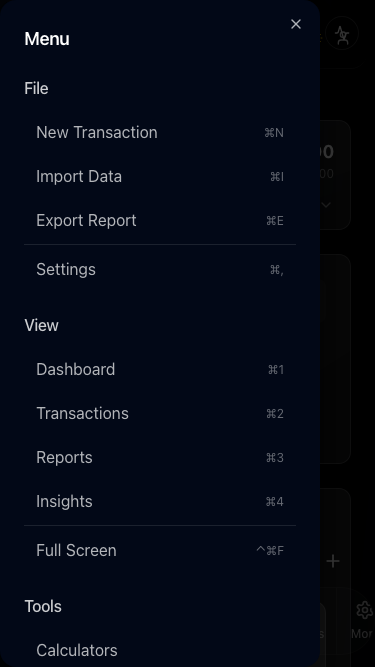 Menu
File
New Transaction ⌘N
Import Data ⌘I
Export Report ⌘E
Settings ⌘,
View
Dashboard ⌘1
Transactions ⌘2
Reports ⌘3
Insights ⌘4
Full Screen ^⌘F
Tools
Calculators